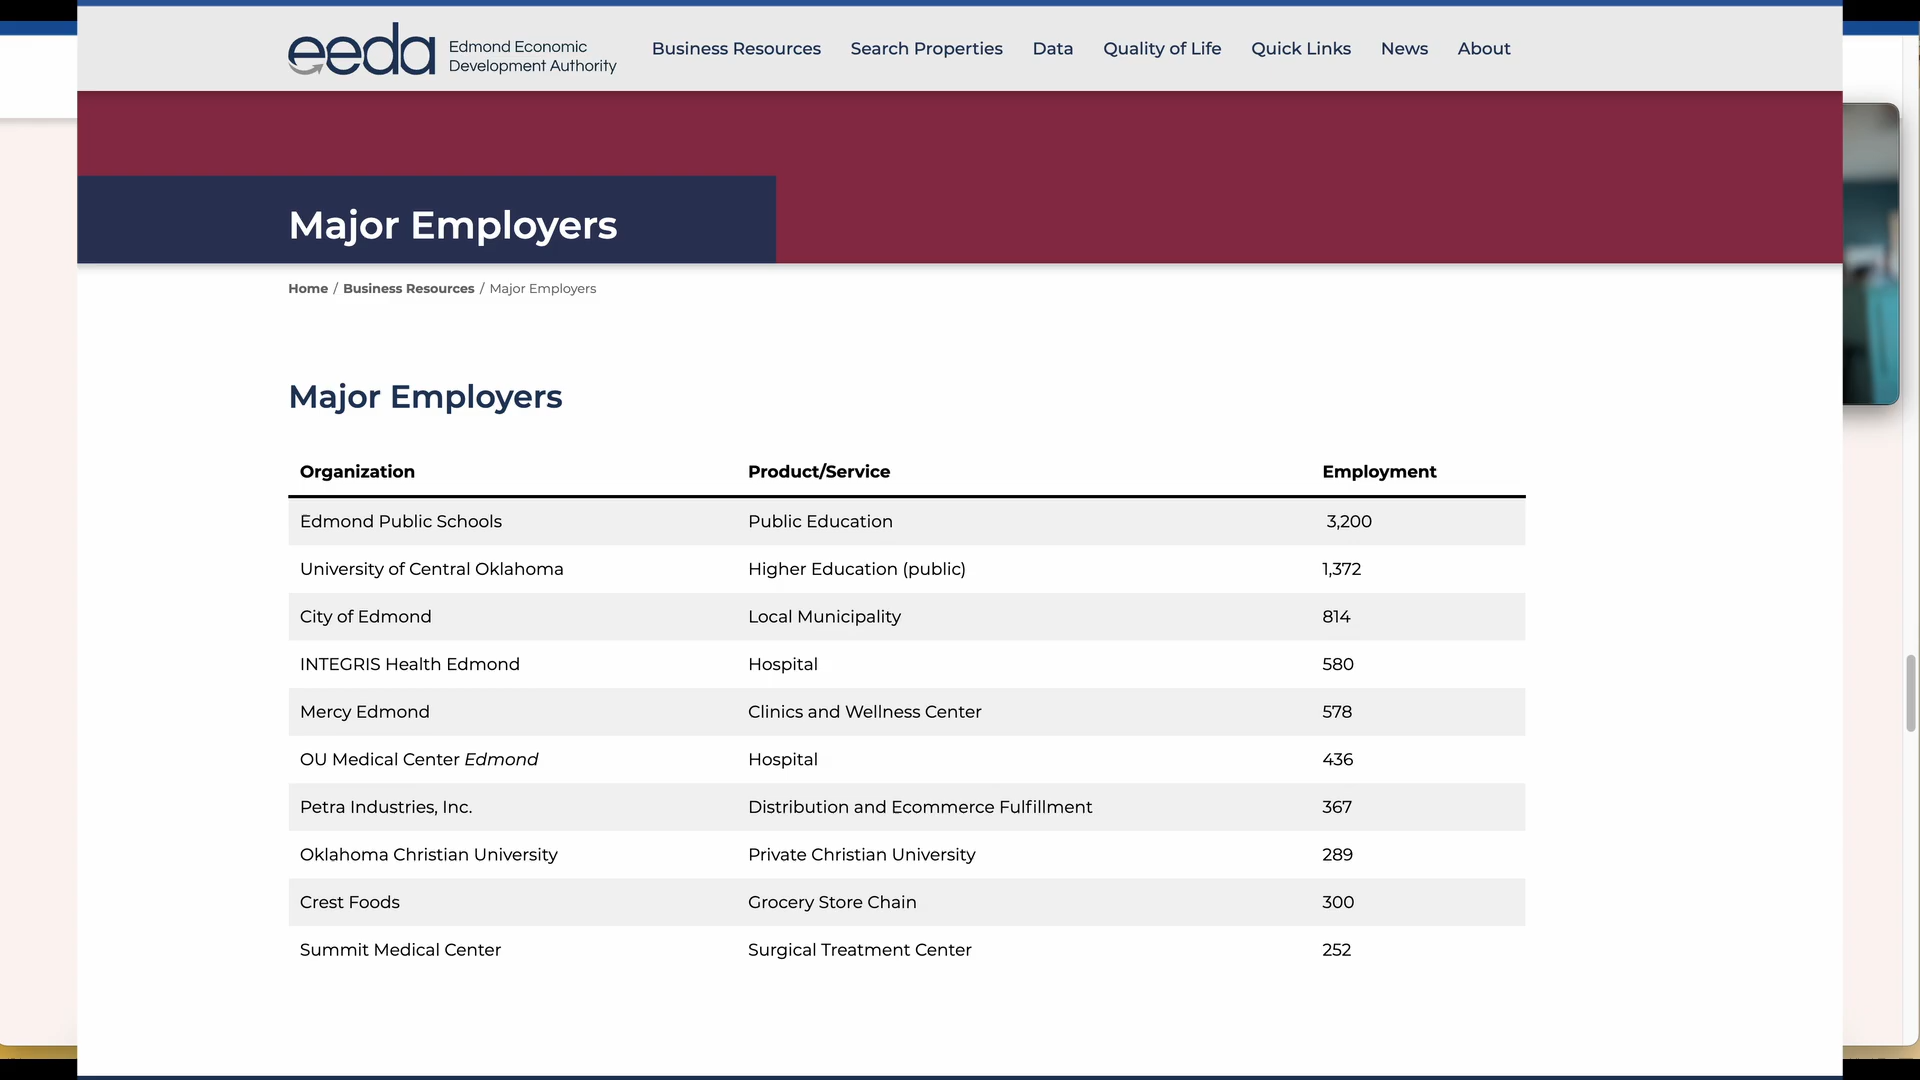 eeda Edmond Economic
Development Authority
Business Resources Search Properties Data Quality of Life Quick Links News About
Major Employers
Home / Business Resources / Major Employers
Major Employers
Organization Product/Service Employment
Edmond Public Schools Public Education 3,200
University of Central Oklahoma Higher Education (public) 1,372
City of Edmond Local Municipality 814
INTEGRIS Health Edmond Hospital 580
Mercy Edmond Clinics and Wellness Center 578
OU Medical Center Edmond Hospital 436
Petra Industries, Inc. Distribution and Ecommerce Fulfillment 367
Oklahoma Christian University Private Christian University 289
Crest Foods Grocery Store Chain 300
Summit Medical Center Surgical Treatment Center 252